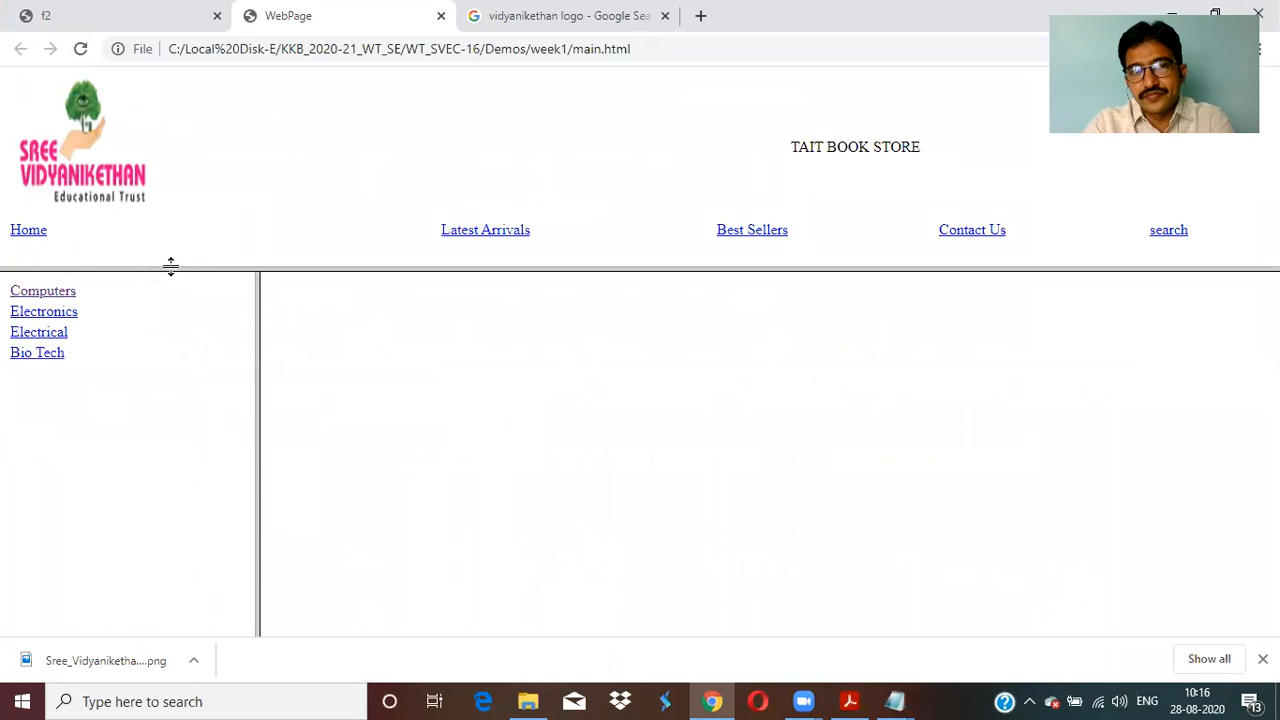 f2
WebPage
vidyanikethan logo - Google Sea
File
C:/Local%20Disk-E/KKB_2020-21_WT_SE/WT_SVEC-16/Demos/week1/main.html
SREE
VIDYANIKETHAN
Educational Trust
TAIT BOOK STORE
Home Latest Arrivals Best Sellers Contact Us search
Computers
Electronics
Electrical
Bio Tech
Sree_Vidyaniketha....png
Show all
Type here to search
ENG
10:16
28-08-2020
13